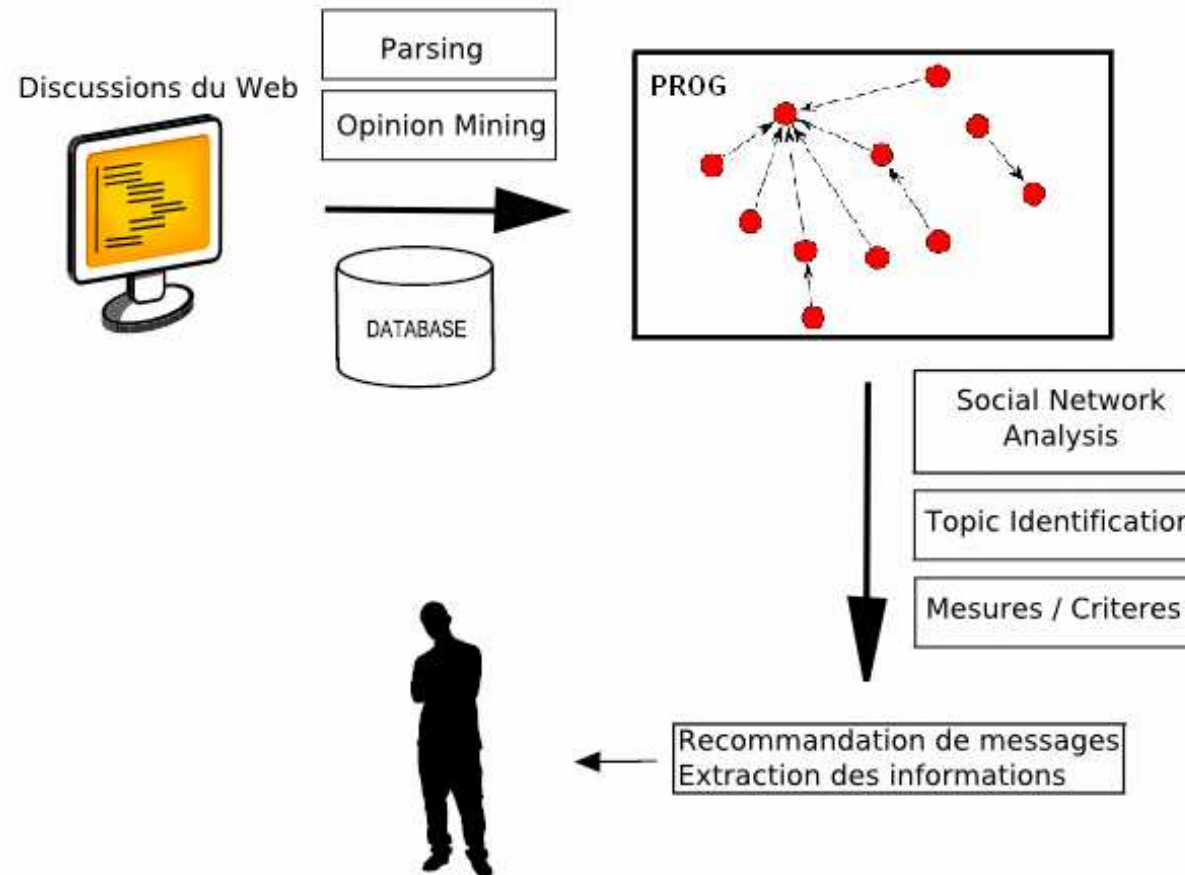 Discussions du Web
Parsing
Opinion Mining
DATABASE
PROG
Social Network
Analysis
Topic Identification
Mesures / Criteres
Recommandation de messages
Extraction des informations